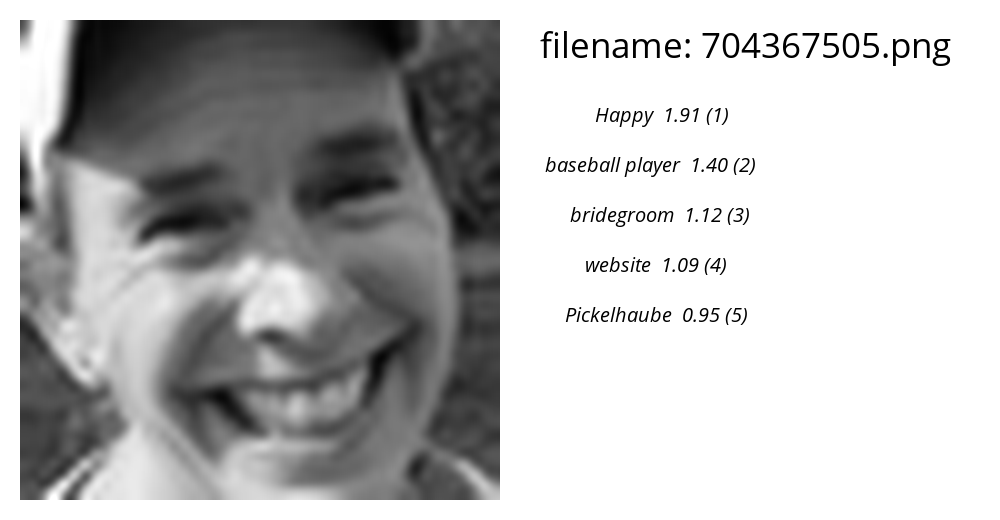 filename: 704367505.png
Happy 1.91 (1)
baseball player 1.40 (2)
bridegroom 1.12 (3)
website 1.09 (4)
Pickelhaube 0.95 (5)